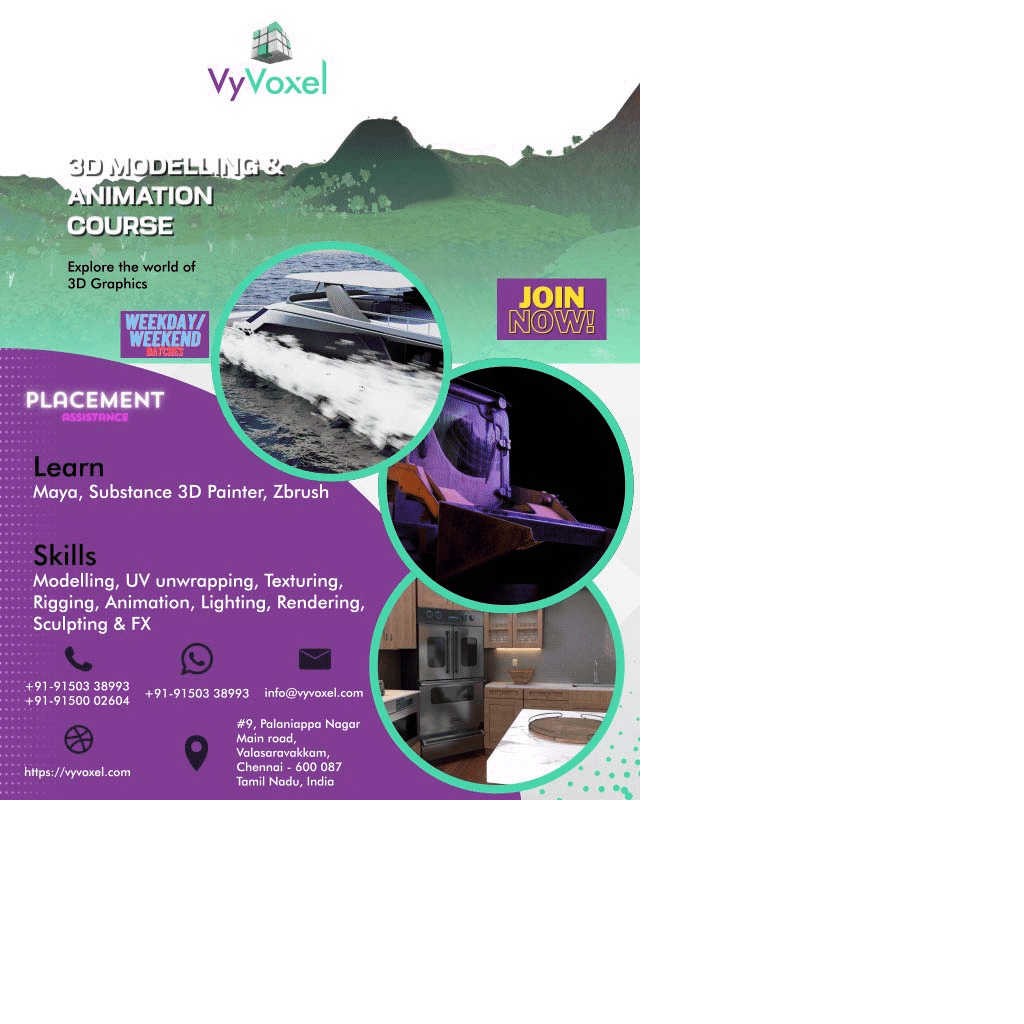 VyVoxel
3D MODELLING &
ANIMATION
COURSE
Explore the world of
3D Graphics
WEEKDAY/
WEEKEND
BATCHES
JOIN
NOW!
PLACEMENT
ASSISTANCE
Learn
Maya, Substance 3D Painter, Zbrush
Skills
Modelling, UV unwrapping, Texturing,
Rigging, Animation, Lighting, Rendering,
Sculpting & FX
+91-91503 38993
+91-91500 02604
+91-91503 38993
info@vyvoxel.com
https://vyvoxel.com
#9, Palaniappa Nagar
Main road,
Valasaravakkam,
Chennai - 600 087
Tamil Nadu, India